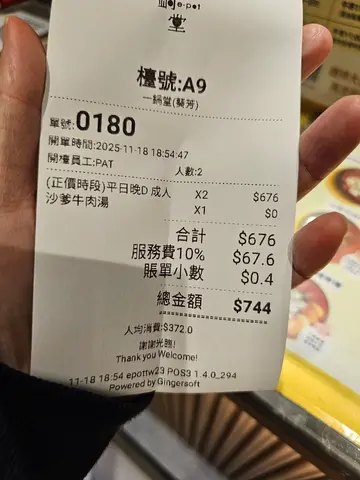 e-pot
堂
檯號:A9
一鍋堂(葵芳)
單號:0180
開單時間:2025-11-18 18:54:47
開檯員工:PAT 人數:2
(正價時段)平日晚D 成人 X2 $676
沙爹牛肉湯 X1 $0
合計 $676
服務費10% $67.6
賬單小數 $0.4
總金額 $744
人均消費:$372.0
謝謝光臨!
Thank you Welcome!
11-18 18:54 epottw23 POS3 1.4.0_294
Powered by Gingersoft